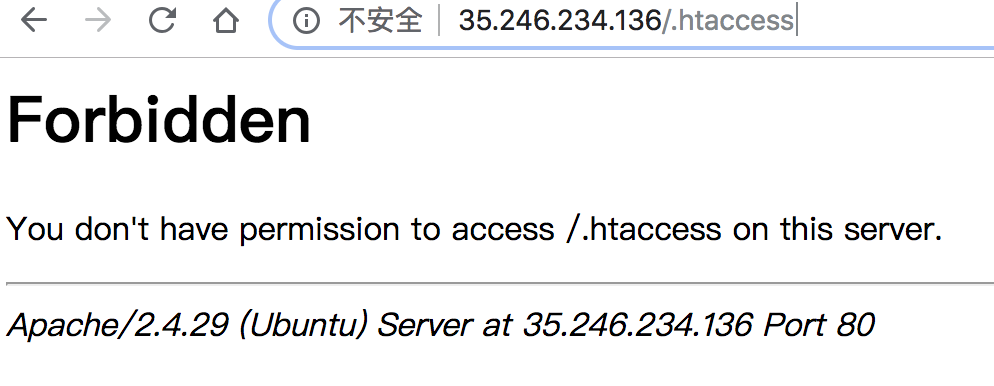 不安全 35.246.234.136/.htaccess
Forbidden
You don't have permission to access /.htaccess on this server.
Apache/2.4.29 (Ubuntu) Server at 35.246.234.136 Port 80